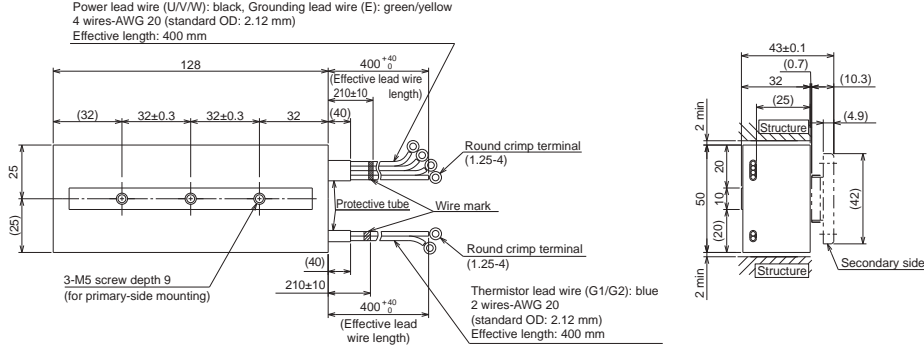 Power lead wire (U/V/W): black, Grounding lead wire (E): green/yellow
4 wires-AWG 20 (standard OD: 2.12 mm)
Effective length: 400 mm
128
400 +40 0
(Effective lead wire length)
210±10
(40)
(32)
32±0.3
32±0.3
32
25
(25)
Round crimp terminal
(1.25-4)
Protective tube
Wire mark
Round crimp terminal
(1.25-4)
3-M5 screw depth 9
(for primary-side mounting)
(40)
210±10
400 +40 0
(Effective lead
wire length)
Thermistor lead wire (G1/G2): blue
2 wires-AWG 20
(standard OD: 2.12 mm)
Effective length: 400 mm
43±0.1
(0.7)
32
(10.3)
(25)
(4.9)
2 min
Structure
50
20
10
(20)
(42)
2 min
Structure
Secondary side